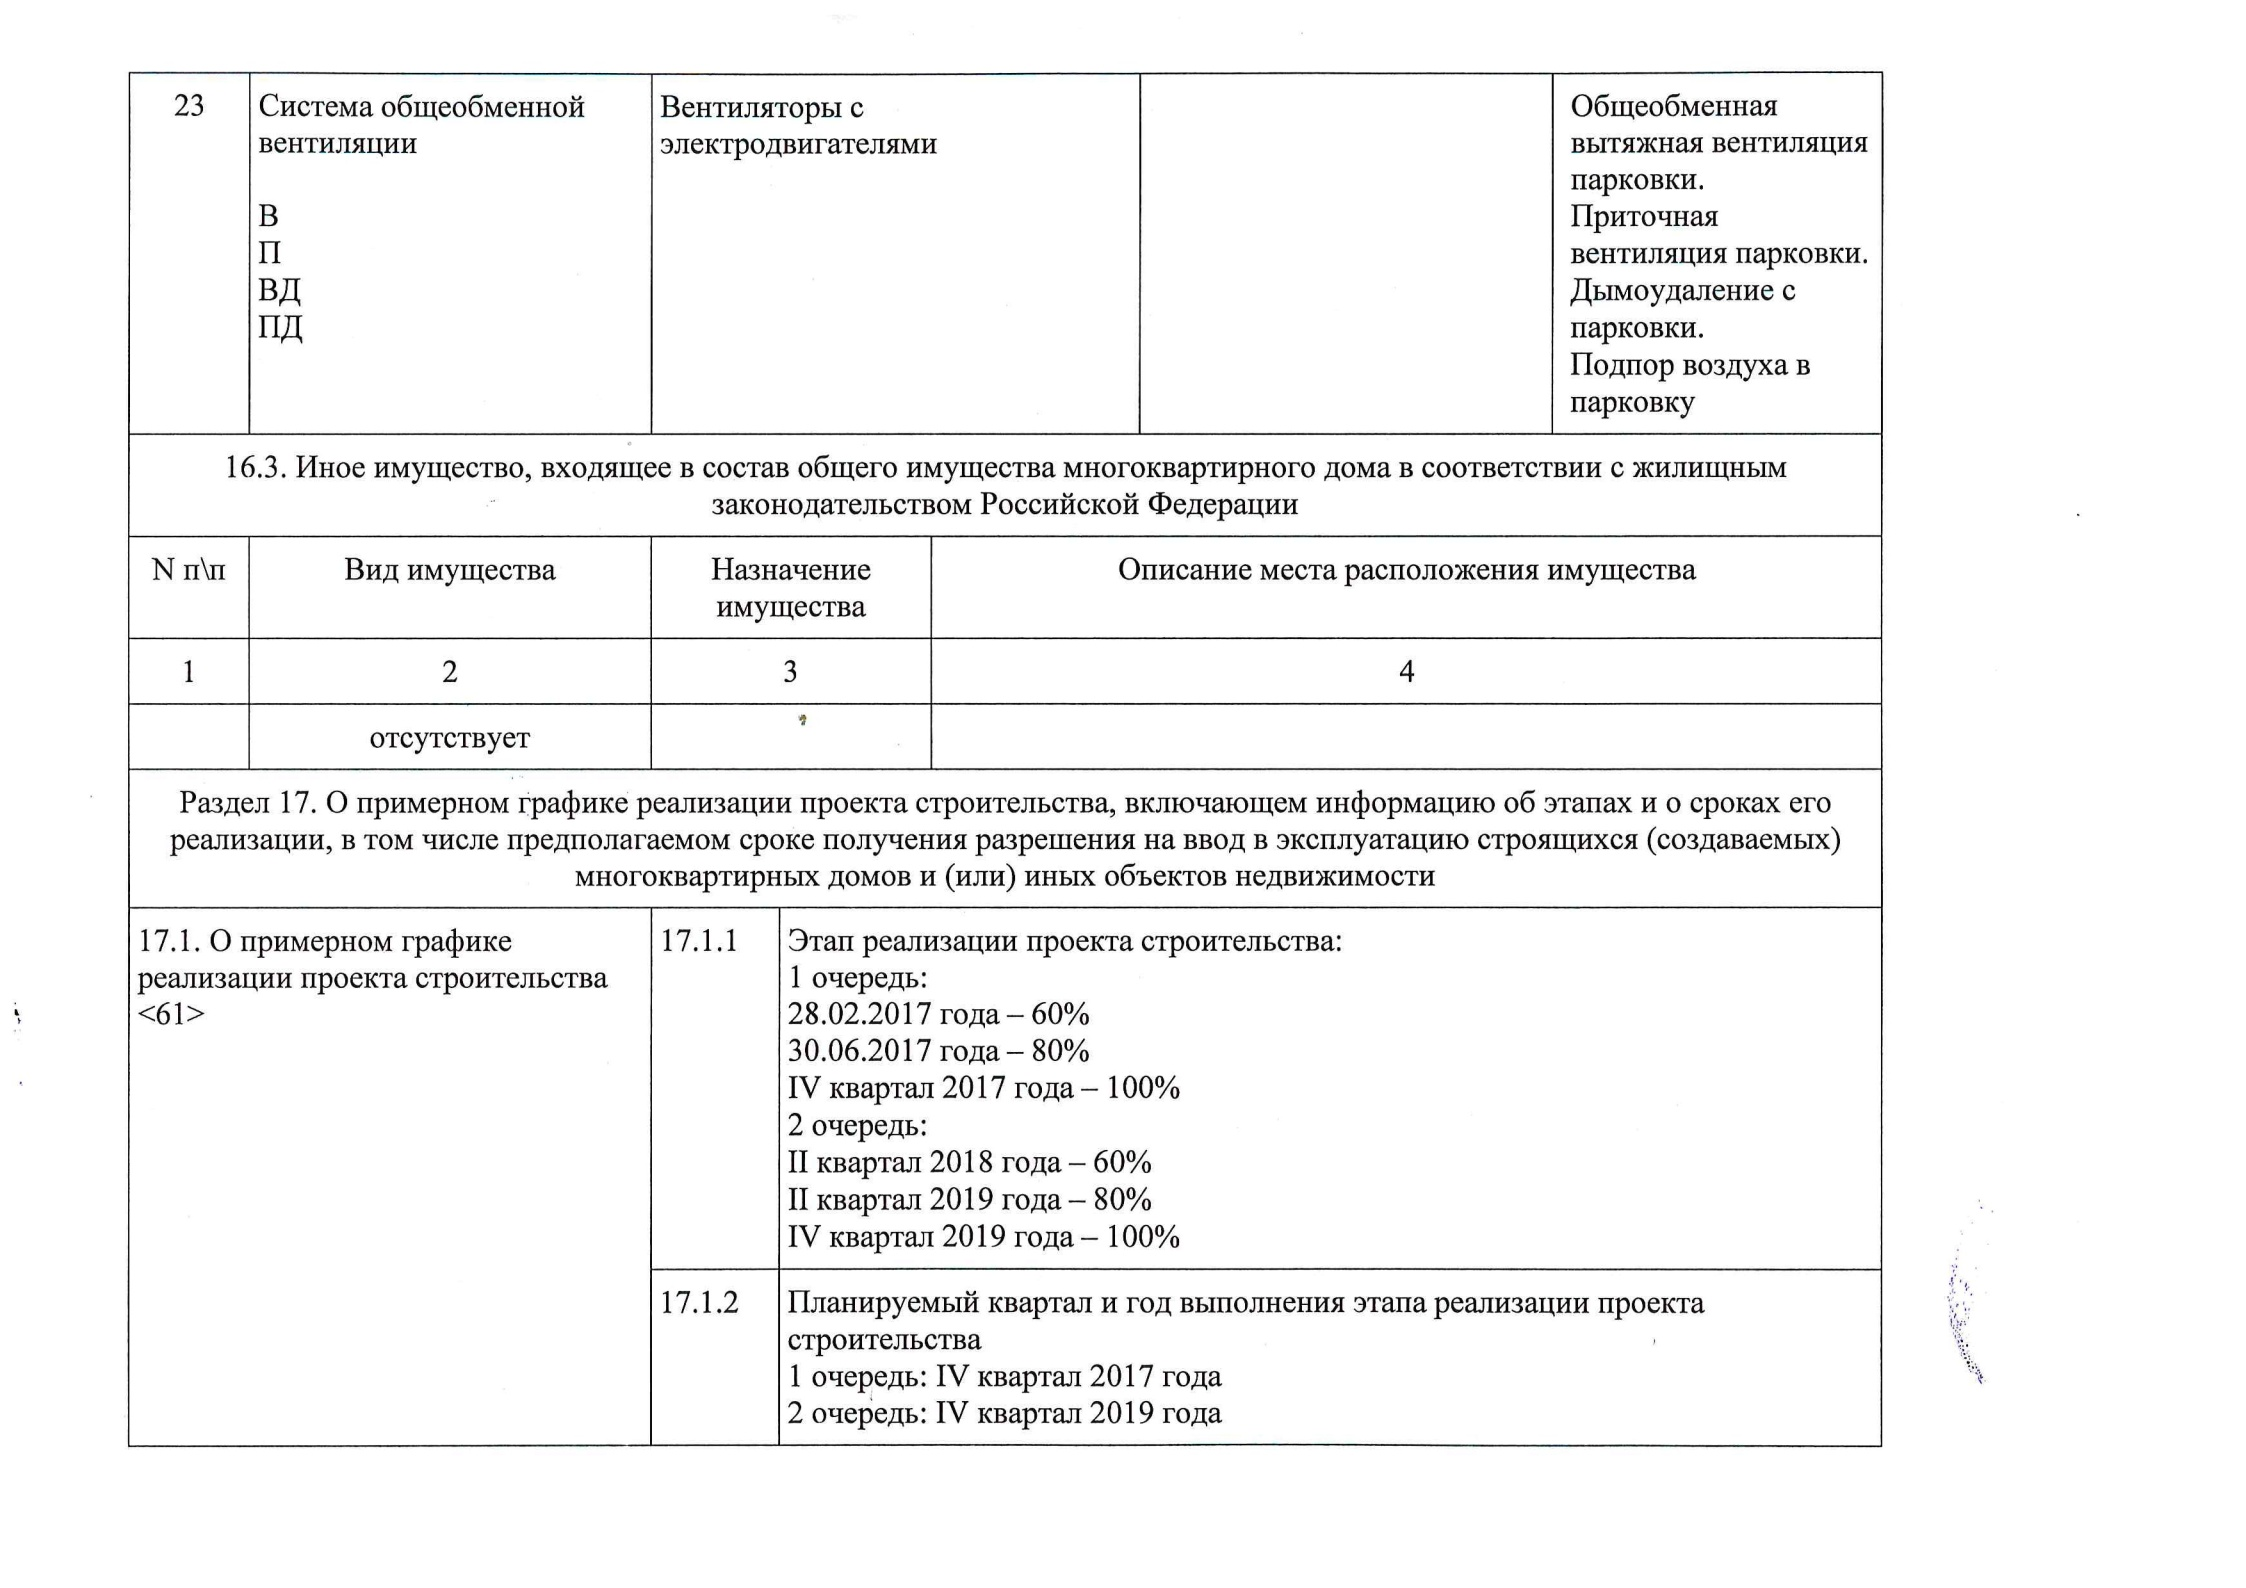 23
Система общеобменной
вентиляции
В
П
ВД
ПД
Вентиляторы с
электродвигателями
Общеобменная
вытяжная вентиляция
парковки.
Приточная
вентиляция парковки.
Дымоудаление с
парковки.
Подпор воздуха в
парковку
16.3. Иное имущество, входящее в состав общего имущества многоквартирного дома в соответствии с жилищным
законодательством Российской Федерации
N п\п
Вид имущества
Назначение
имущества
Описание места расположения имущества
1
2
3
4
отсутствует
Раздел 17. О примерном графике реализации проекта строительства, включающем информацию об этапах и о сроках его
реализации, в том числе предполагаемом сроке получения разрешения на ввод в эксплуатацию строящихся (создаваемых)
многоквартирных домов и (или) иных объектов недвижимости
17.1. О примерном графике
реализации проекта строительства
<61>
17.1.1
Этап реализации проекта строительства:
1 очередь:
28.02.2017 года – 60%
30.06.2017 года – 80%
IV квартал 2017 года – 100%
2 очередь:
II квартал 2018 года – 60%
II квартал 2019 года – 80%
IV квартал 2019 года – 100%
17.1.2
Планируемый квартал и год выполнения этапа реализации проекта
строительства
1 очередь: IV квартал 2017 года
2 очередь: IV квартал 2019 года